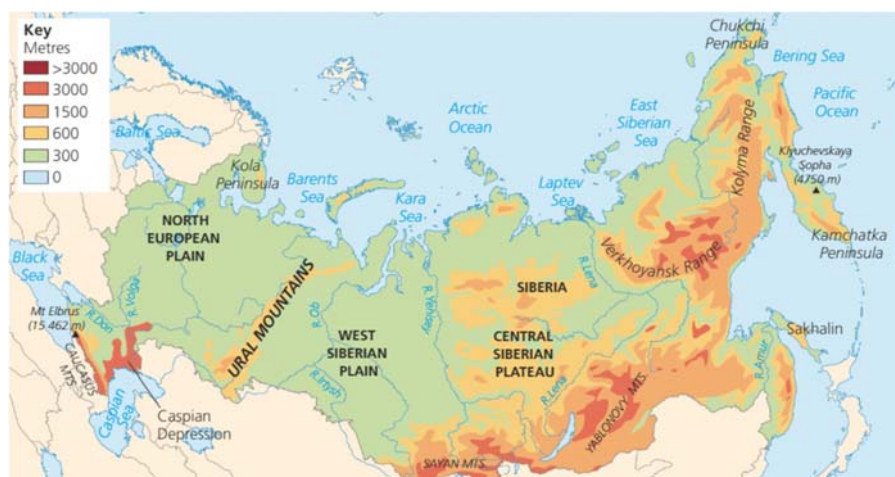 Key
Metres
>3000
3000
1500
600
300
0
Chukchi
Peninsula
Bering Sea
Pacific
Ocean
Arctic
Ocean
East
Siberian
Sea
Kolyma Range
Klyuchevskaya
Sopha
(4750 m)
Baltic Sea
Kola
Peninsula
Barents
Sea
Kara
Sea
Laptev
Sea
Kamchatka
Peninsula
NORTH
EUROPEAN
PLAIN
Verkhoyansk Range
Black
Sea
R.Lena
SIBERIA
R.Yenisey
Mt Elbrus
(15 462 m)
R.Don
R.Volga
URAL MOUNTAINS
R.Ob
WEST
SIBERIAN
PLAIN
CENTRAL
SIBERIAN
PLATEAU
Sakhalin
R.Amur
CAUCASUS
MTS.
R.Irtysh
R.Lena
YABLONOVY MTS.
Caspian
Sea
Caspian
Depression
SAYAN MTS